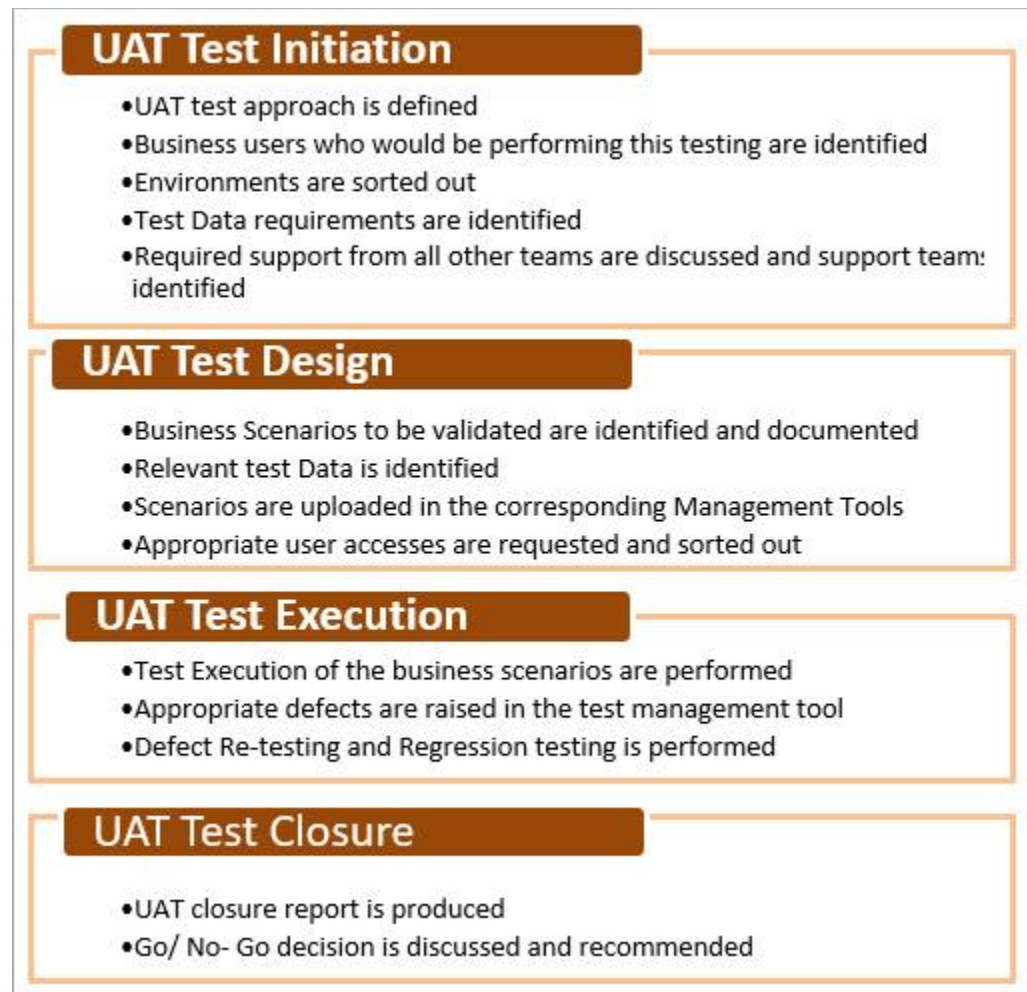 UAT Test Initiation
•UAT test approach is defined
•Business users who would be performing this testing are identified
•Environments are sorted out
•Test Data requirements are identified
•Required support from all other teams are discussed and support team
identified
UAT Test Design
•Business Scenarios to be validated are identified and documented
•Relevant test Data is identified
•Scenarios are uploaded in the corresponding Management Tools
•Appropriate user accesses are requested and sorted out
UAT Test Execution
•Test Execution of the business scenarios are performed
•Appropriate defects are raised in the test management tool
•Defect Re-testing and Regression testing is performed
UAT Test Closure
•UAT closure report is produced
•Go/ No- Go decision is discussed and recommended